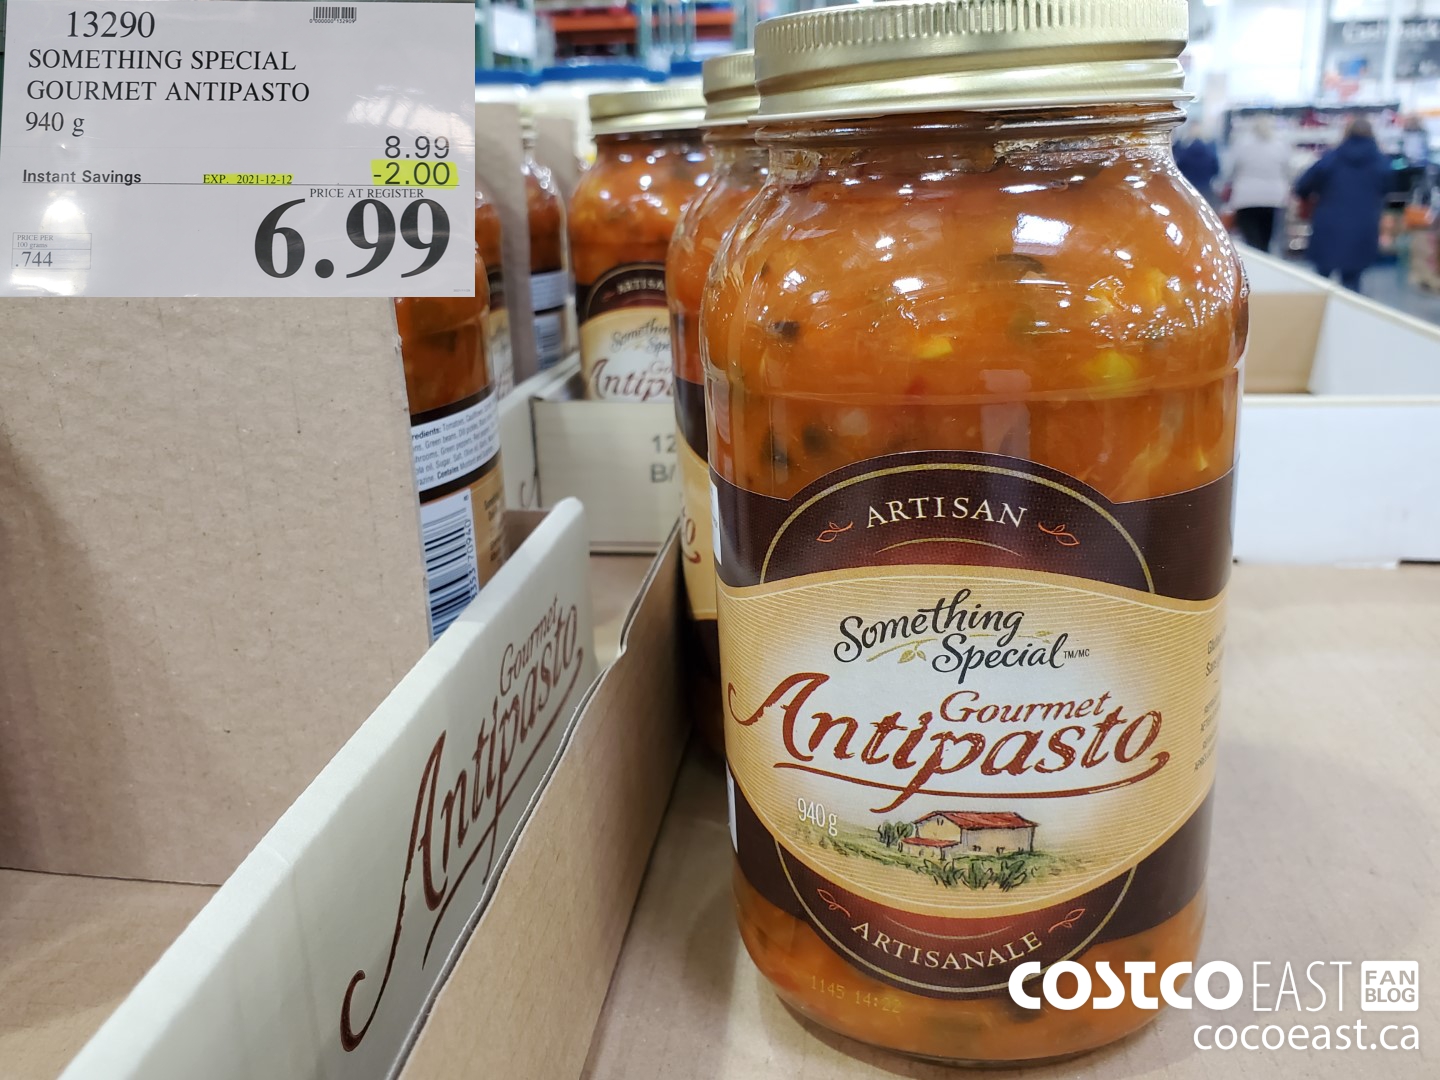 13290
SOMETHING SPECIAL
GOURMET ANTIPASTO
940 g
8.99
Instant Savings EXP. 2021-12-12 -2.00
PRICE AT REGISTER
6.99
PRICE PER
100 grams
.744
ARTISAN
Something
Special TM/MC
Gourmet
Antipasto
940 g
ARTISANALE
1145 14:22
ARTISAN
Something
Gourmet
Antipasto
COSTCO EAST FAN BLOG
cocoeast.ca